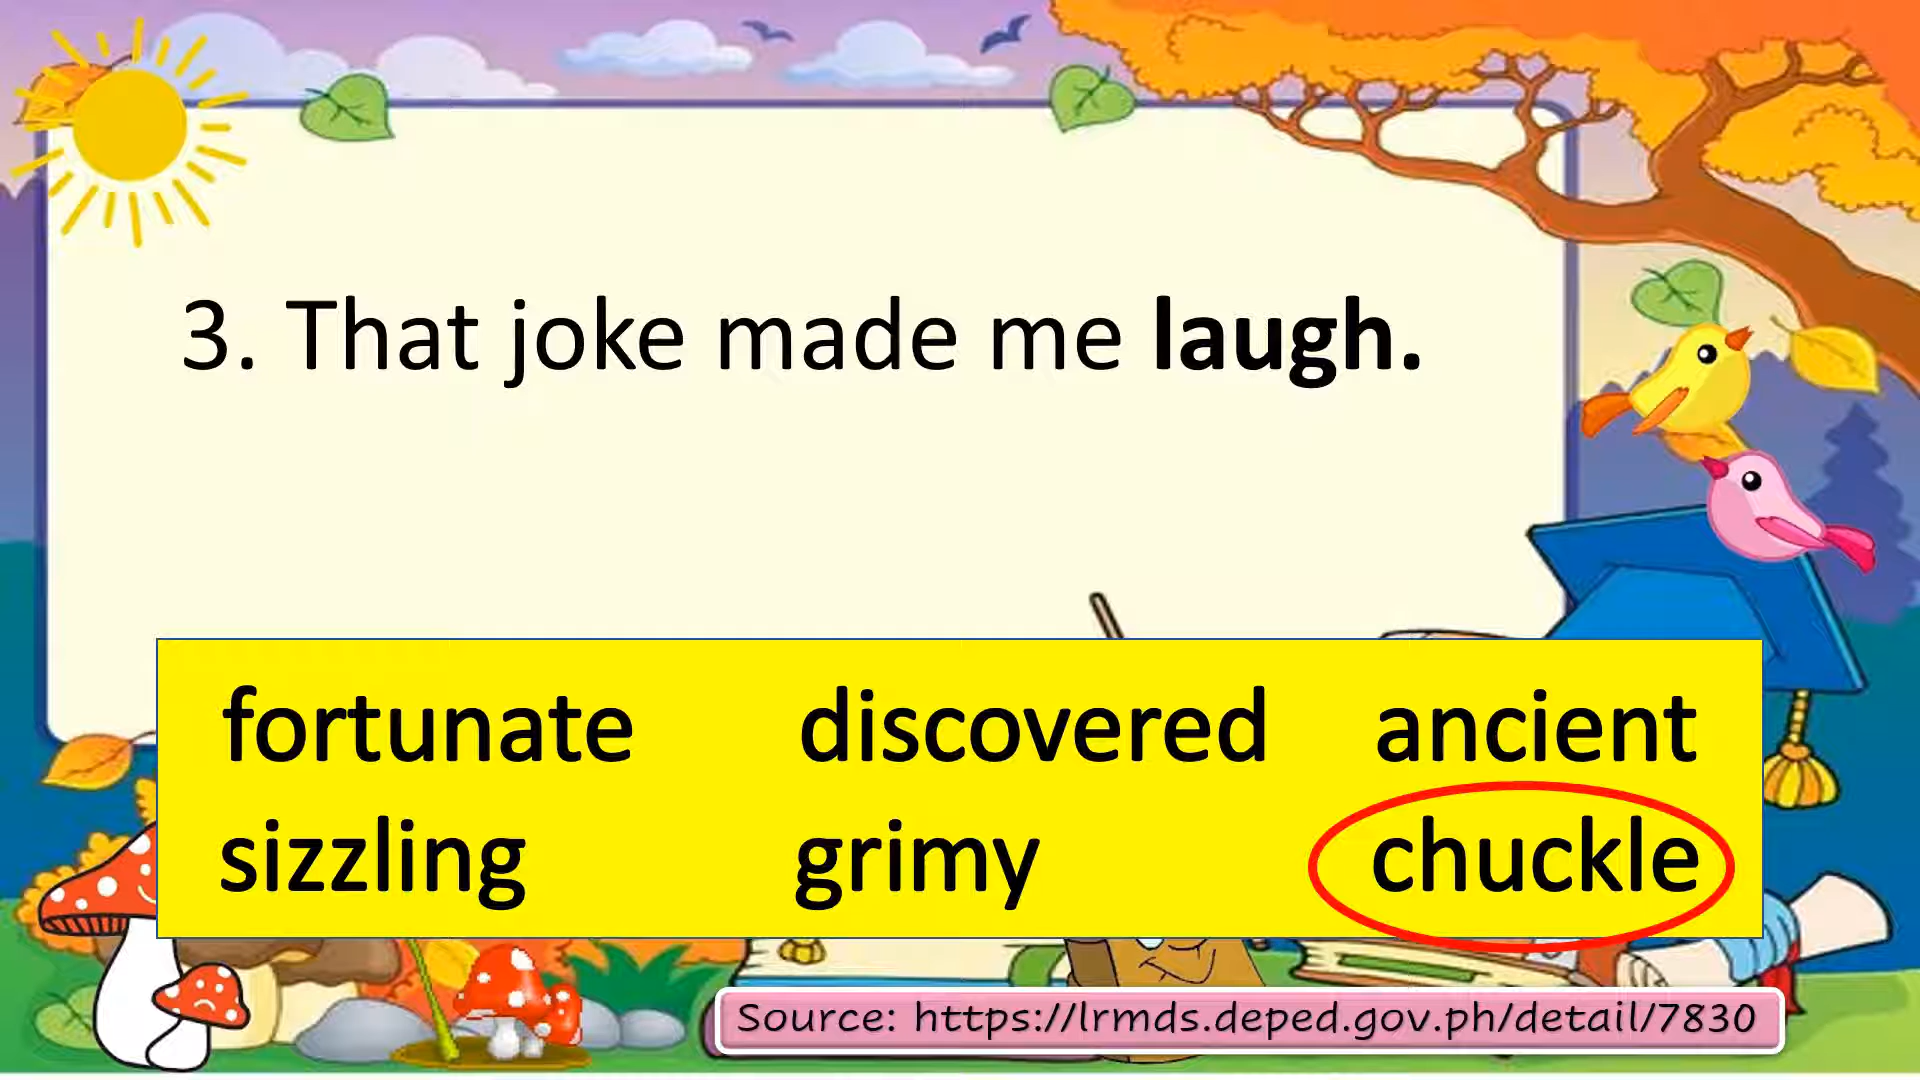 3. That joke made me laugh.
fortunate discovered ancient
sizzling grimy chuckle
Source: https://lrmds.deped.gov.ph/detail/7830